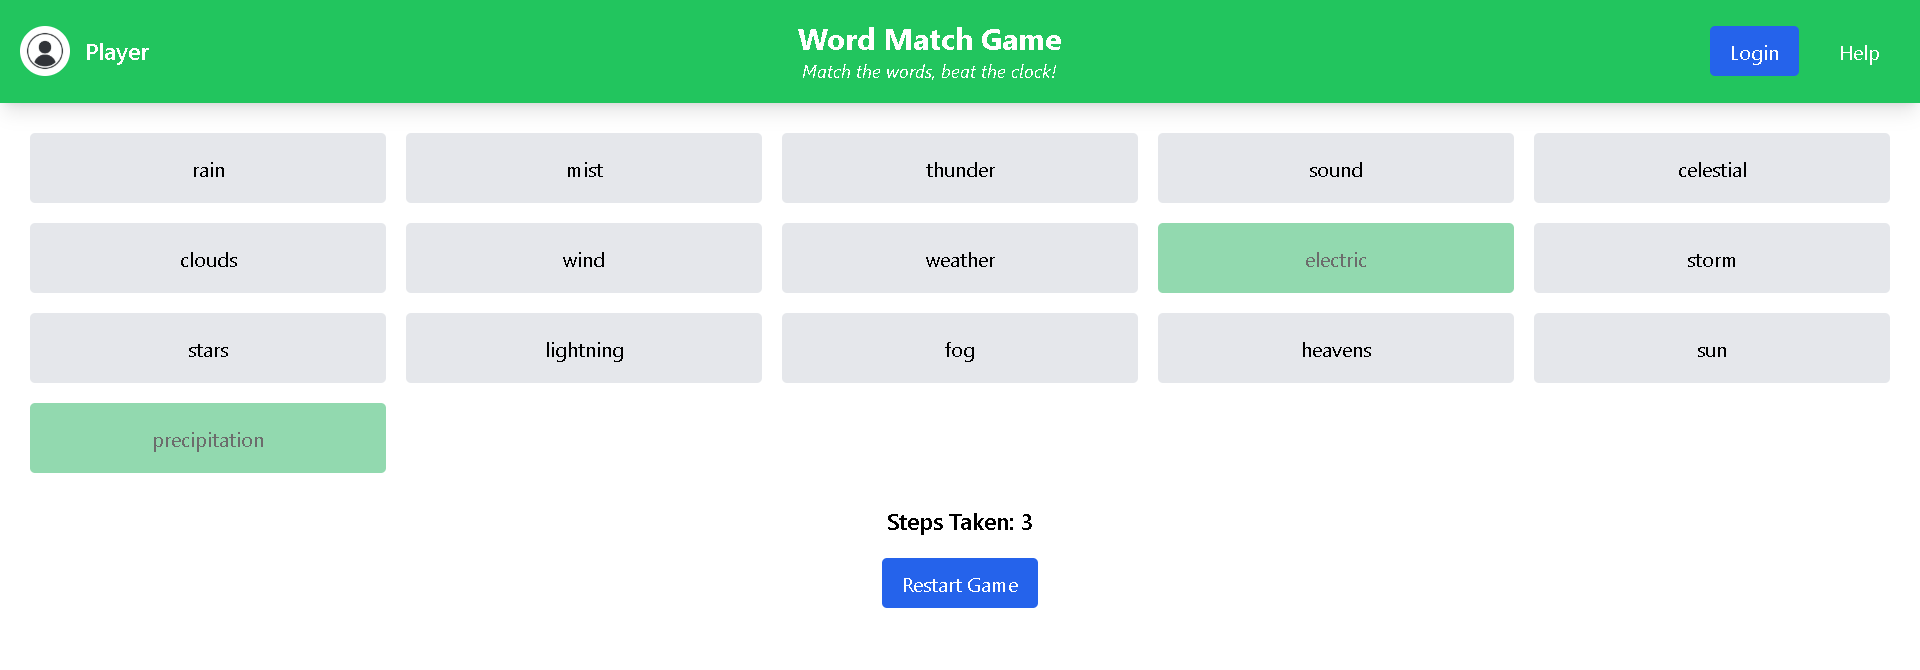 Player
Word Match Game
Match the words, beat the clock!
Login
Help
rain
mist
thunder
sound
celestial
clouds
wind
weather
electric
storm
stars
lightning
fog
heavens
sun
precipitation
Steps Taken: 3
Restart Game